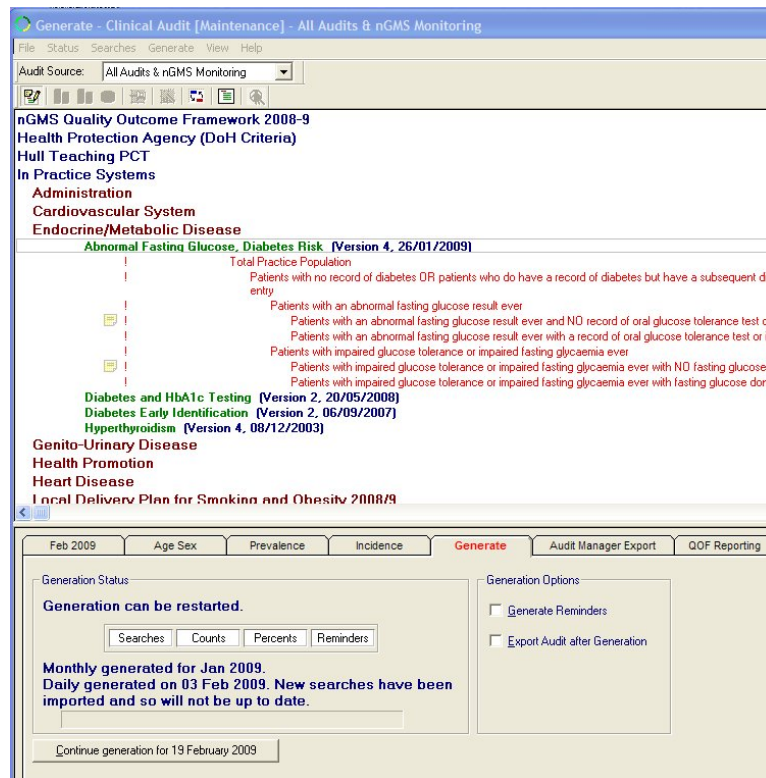 Generate - Clinical Audit [Maintenance] - All Audits & nGMS Monitoring
File Status Searches Generate View Help
Audit Source: All Audits & nGMS Monitoring
nGMS Quality Outcome Framework 2008-9
Health Protection Agency (DoH Criteria)
Hull Teaching PCT
In Practice Systems
Administration
Cardiovascular System
Endocrine/Metabolic Disease
Abnormal Fasting Glucose, Diabetes Risk (Version 4, 26/01/2009)
! Total Practice Population
! Patients with no record of diabetes OR patients who do have a record of diabetes but have a subsequent d
entry
! Patients with an abnormal fasting glucose result ever
! Patients with an abnormal fasting glucose result ever and NO record of oral glucose tolerance test o
! Patients with an abnormal fasting glucose result ever with a record of oral glucose tolerance test or i
! Patients with impaired glucose tolerance or impaired fasting glycaemia ever
! Patients with impaired glucose tolerance or impaired fasting glycaemia ever with NO fasting glucose
! Patients with impaired glucose tolerance or impaired fasting glycaemia ever with fasting glucose don
Diabetes and HbA1c Testing (Version 2, 20/05/2008)
Diabetes Early Identification (Version 2, 06/09/2007)
Hyperthyroidism (Version 4, 08/12/2003)
Genito-Urinary Disease
Health Promotion
Heart Disease
Local Delivery Plan for Smoking and Obesity 2008/9
Feb 2009 Age Sex Prevalence Incidence Generate Audit Manager Export QOF Reporting
Generation Status Generation Options
Generation can be restarted.
Generate Reminders
Searches Counts Percents Reminders
Export Audit after Generation
Monthly generated for Jan 2009.
Daily generated on 03 Feb 2009. New searches have been
imported and so will not be up to date.
Continue generation for 19 February 2009